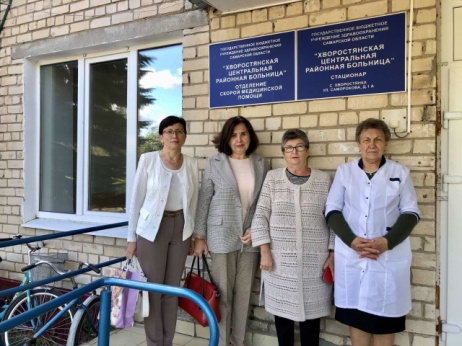 ГОСУДАРСТВЕННОЕ БЮДЖЕТНОЕ
УЧРЕЖДЕНИЕ ЗДРАВООХРАНЕНИЯ
САМАРСКОЙ ОБЛАСТИ
"ХВОРОСТЯНСКАЯ
ЦЕНТРАЛЬНАЯ
РАЙОННАЯ БОЛЬНИЦА"
ОТДЕЛЕНИЕ
СКОРОЙ МЕДИЦИНСКОЙ
ПОМОЩИ
ГОСУДАРСТВЕННОЕ БЮДЖЕТНОЕ
УЧРЕЖДЕНИЕ ЗДРАВООХРАНЕНИЯ
САМАРСКОЙ ОБЛАСТИ
"ХВОРОСТЯНСКАЯ
ЦЕНТРАЛЬНАЯ
РАЙОННАЯ БОЛЬНИЦА"
СТАЦИОНАР
С. ХВОРОСТЯНКА
УЛ. САМОРОКОВА, Д.1 А